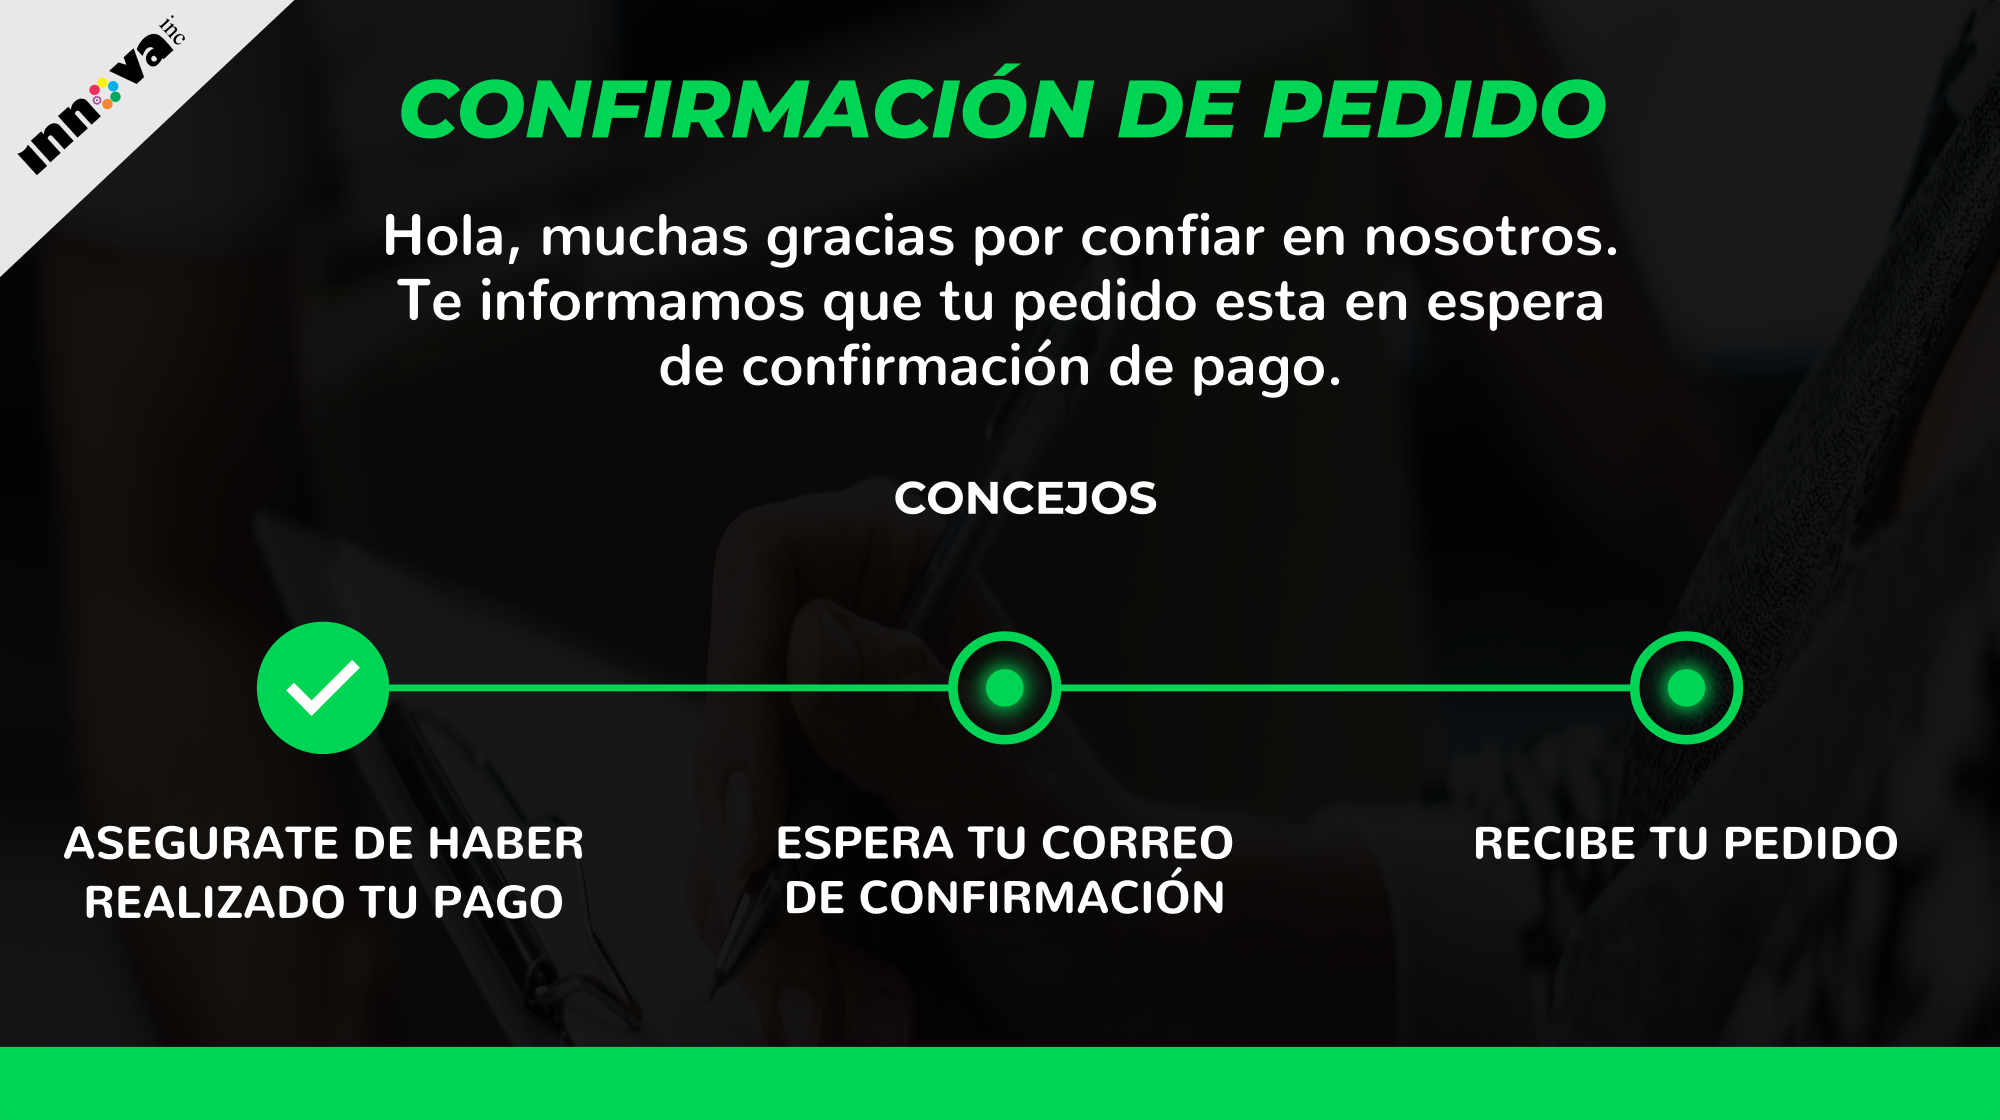 ınnova inc
CONFIRMACIÓN DE PEDIDO
Hola, muchas gracias por confiar en nosotros.
Te informamos que tu pedido esta en espera
de confirmación de pago.
CONCEJOS
ASEGURATE DE HABER
REALIZADO TU PAGO
ESPERA TU CORREO
DE CONFIRMACIÓN
RECIBE TU PEDIDO